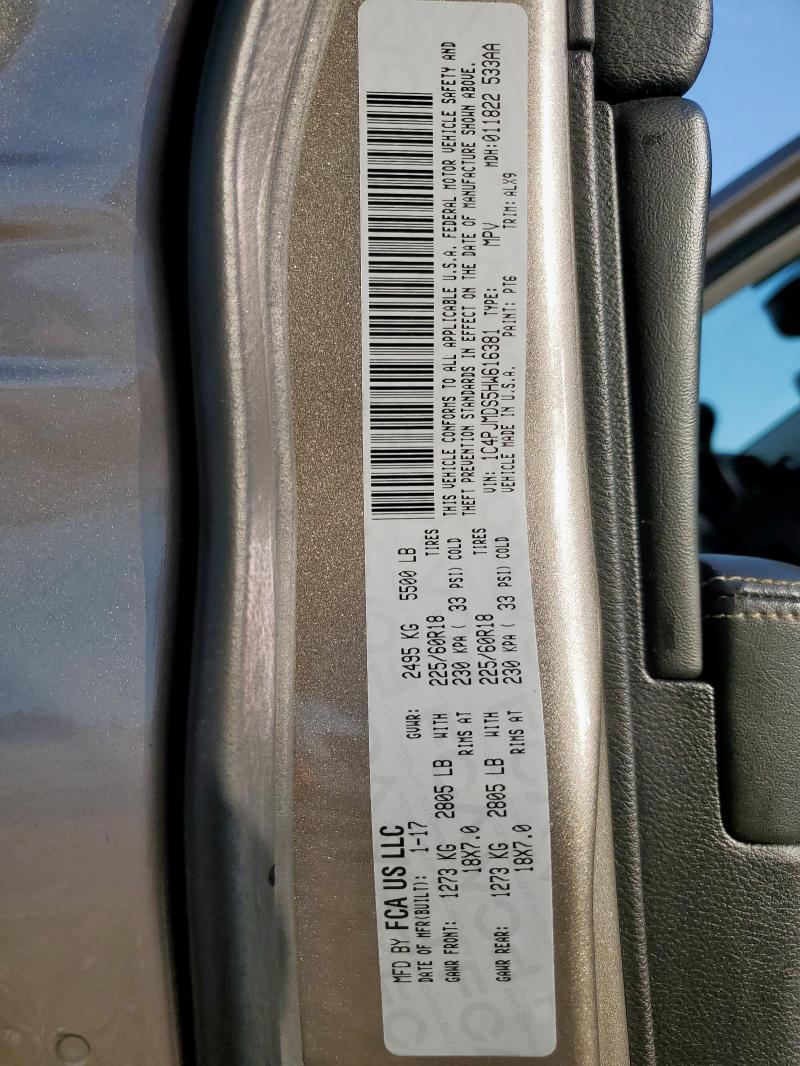 MFD BY FCA US LLC
DATE OF MFR(BUILT): 1-17 GVWR: 2495 KG 5500 LB
GAWR FRONT: 1273 KG 2805 LB WITH 225/60R18 TIRES
18X7.0 RIMS AT 230 KPA ( 33 PSI) COLD
GAWR REAR: 1273 KG 2805 LB WITH 225/60R18 TIRES
18X7.0 RIMS AT 230 KPA ( 33 PSI) COLD
THIS VEHICLE CONFORMS TO ALL APPLICABLE U.S.A. FEDERAL MOTOR VEHICLE SAFETY AND
THEFT PREVENTION STANDARDS IN EFFECT ON THE DATE OF MANUFACTURE SHOWN ABOVE.
VIN: 1C4PJMDS5HW616381 TYPE: MPV MDH:011822 533AA
VEHICLE MADE IN U.S.A. PAINT: PTG TRIM: ALX9